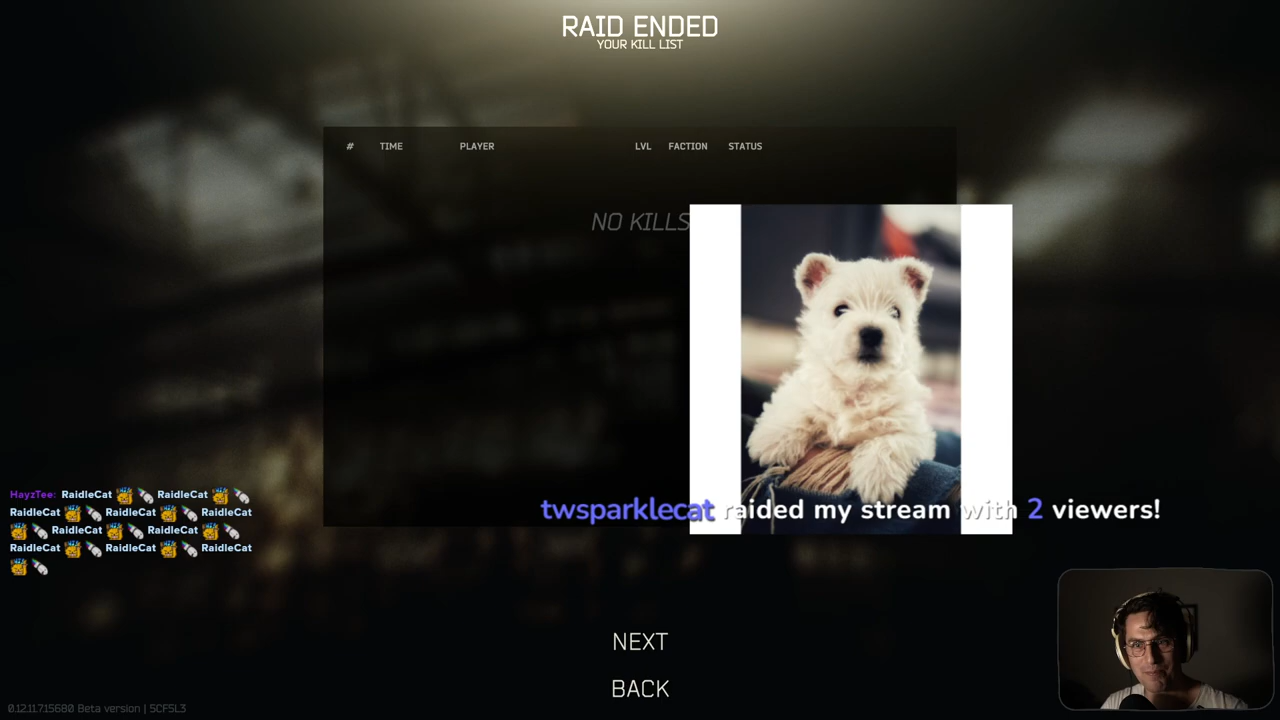 RAID ENDED
YOUR KILL LIST
# TIME PLAYER LVL FACTION STATUS
NO KILLS
HayzTee: RaidleCat RaidleCat
RaidleCat RaidleCat RaidleCat
RaidleCat RaidleCat
RaidleCat RaidleCat RaidleCat
twsparklecat raided my stream with 2 viewers!
NEXT
BACK
0.12.11.7.15680 Beta version | 5CF5L3